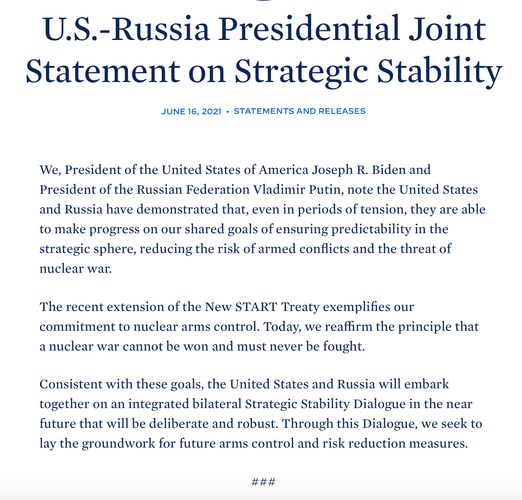 U.S.-Russia Presidential Joint
Statement on Strategic Stability
JUNE 16, 2021 • STATEMENTS AND RELEASES
We, President of the United States of America Joseph R. Biden and
President of the Russian Federation Vladimir Putin, note the United States
and Russia have demonstrated that, even in periods of tension, they are able
to make progress on our shared goals of ensuring predictability in the
strategic sphere, reducing the risk of armed conflicts and the threat of
nuclear war.
The recent extension of the New START Treaty exemplifies our
commitment to nuclear arms control. Today, we reaffirm the principle that
a nuclear war cannot be won and must never be fought.
Consistent with these goals, the United States and Russia will embark
together on an integrated bilateral Strategic Stability Dialogue in the near
future that will be deliberate and robust. Through this Dialogue, we seek to
lay the groundwork for future arms control and risk reduction measures.
###